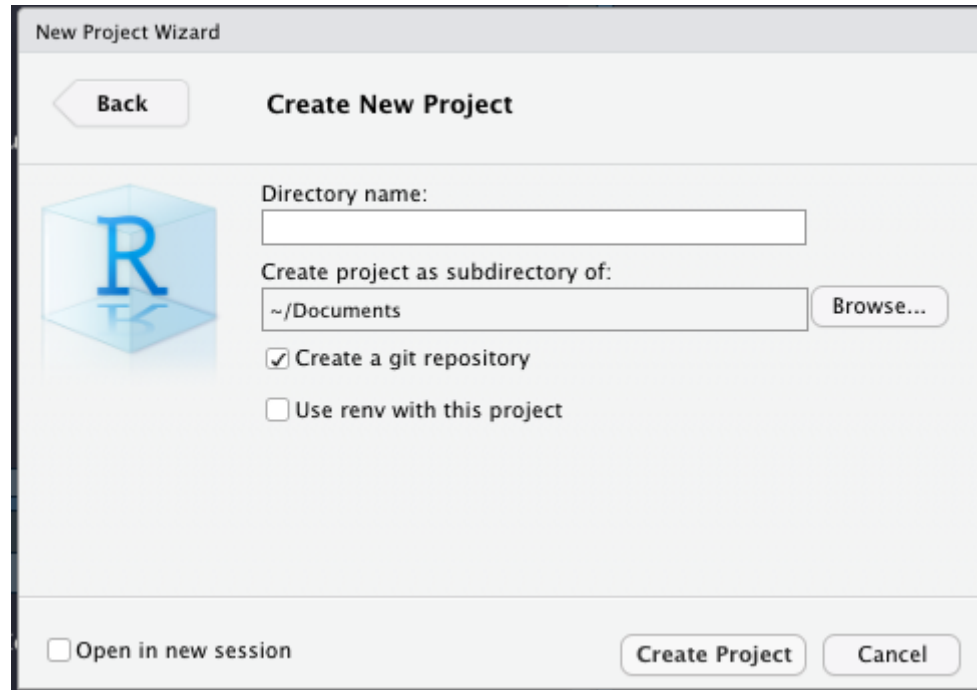 New Project Wizard
Back
Create New Project
R
Directory name:
Create project as subdirectory of:
~/Documents
Browse...
Create a git repository
Use renv with this project
Open in new session
Create Project
Cancel